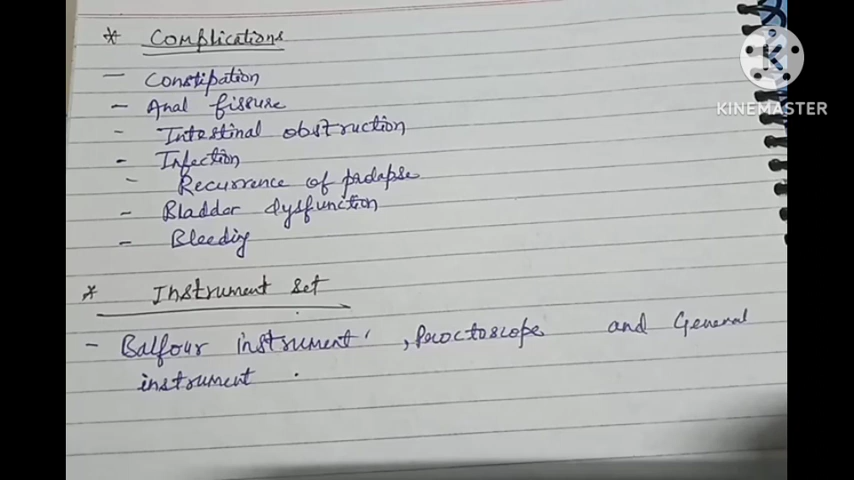 * Complications
- Constipation
- Anal fissure
- Intestinal obstruction
- Infection
- Recurrence of prolapse
- Bladdor dysfunction
- Bleeding
* Instrument set
- Balfour instrument, Proctoscope and General
instrument.
KINEMASTER